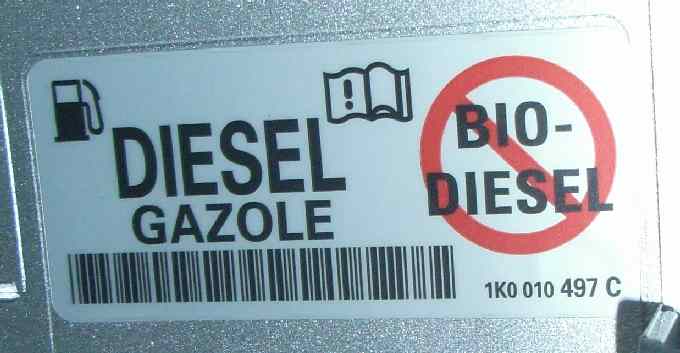 DIESEL
GAZOLE
BIO-
DIESEL
1K0 010 497 C